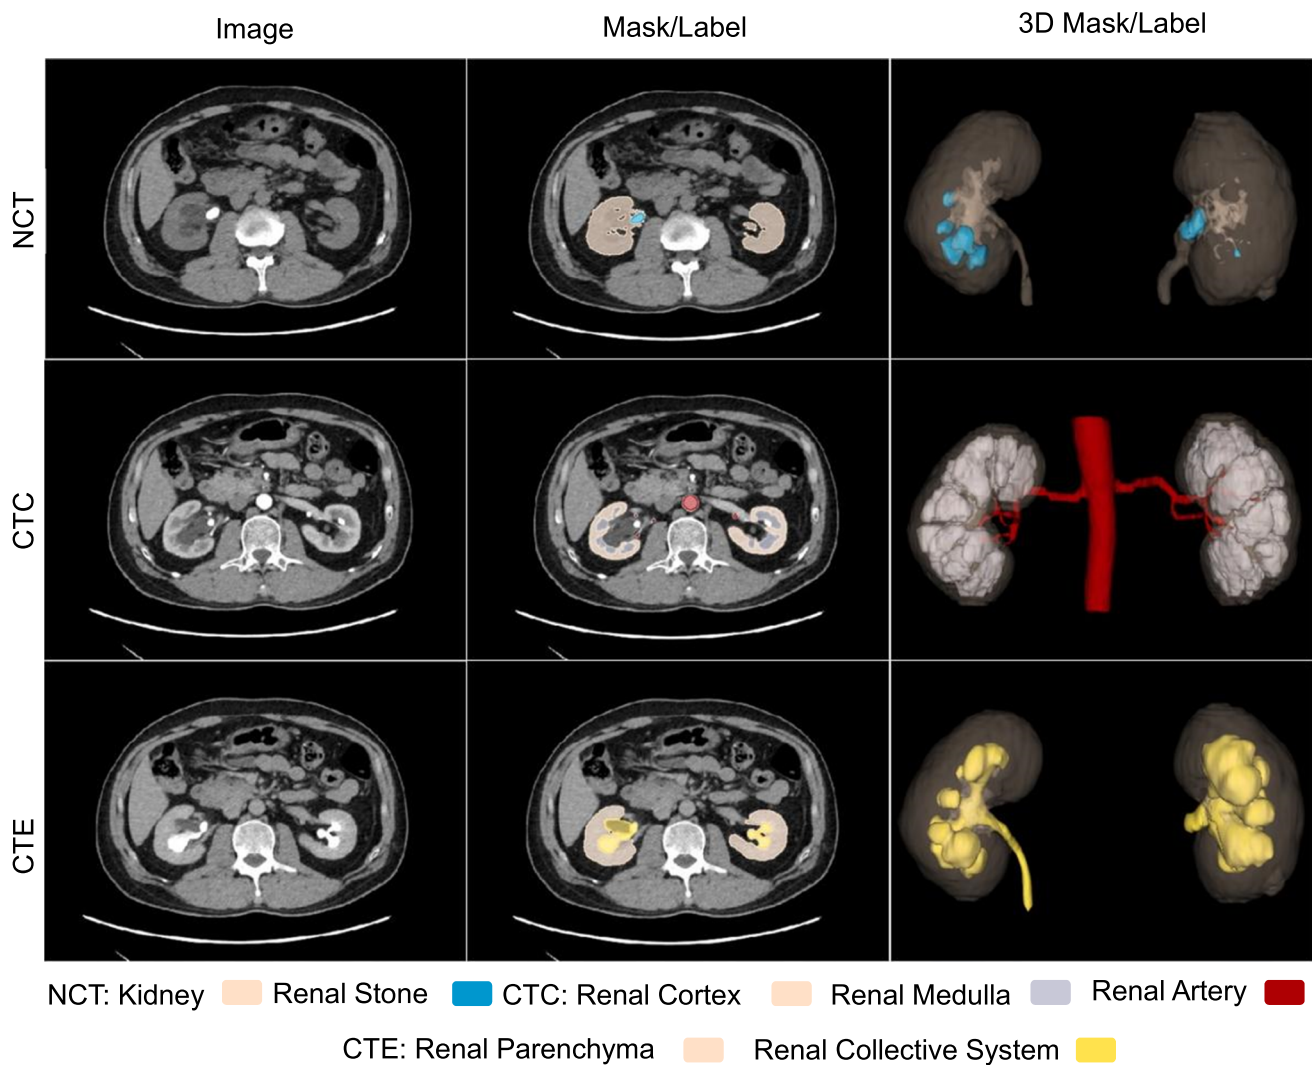 Image Mask/Label 3D Mask/Label
NCT
CTC
CTE
NCT: Kidney Renal Stone CTC: Renal Cortex Renal Medulla Renal Artery
CTE: Renal Parenchyma Renal Collective System